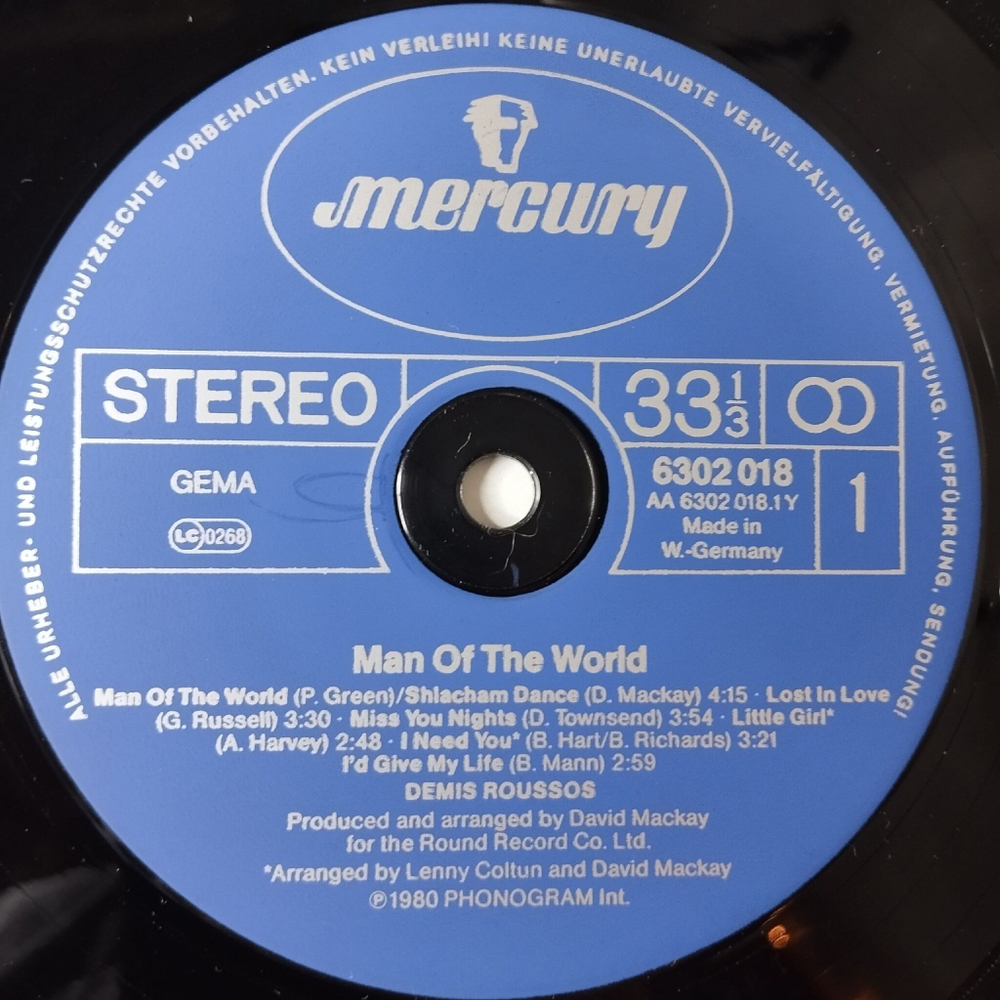 ALLE URHEBER- UND LEISTUNGSSCHUTZRECHTE VORBEHALTEN. KEIN VERLEIH! KEINE UNERLAUBTE VERVIELFÄLTIGUNG, VERMIETUNG, AUFFÜHRUNG, SENDUNG!
mercury
STEREO
33 1/3
GEMA
LC 0268
6302 018
AA 6302 018.1 Y
Made in
W.-Germany
1
Man Of The World
Man Of The World (P. Green)/Shlacham Dance (D. Mackay) 4:15 · Lost In Love
(G. Russell) 3:30 · Miss You Nights (D. Townsend) 3:54 · Little Girl*
(A. Harvey) 2:48 · I Need You* (B. Hart/B. Richards) 3:21
I'd Give My Life (B. Mann) 2:59
DEMIS ROUSSOS
Produced and arranged by David Mackay
for the Round Record Co. Ltd.
*Arranged by Lenny Coltun and David Mackay
℗ 1980 PHONOGRAM Int.